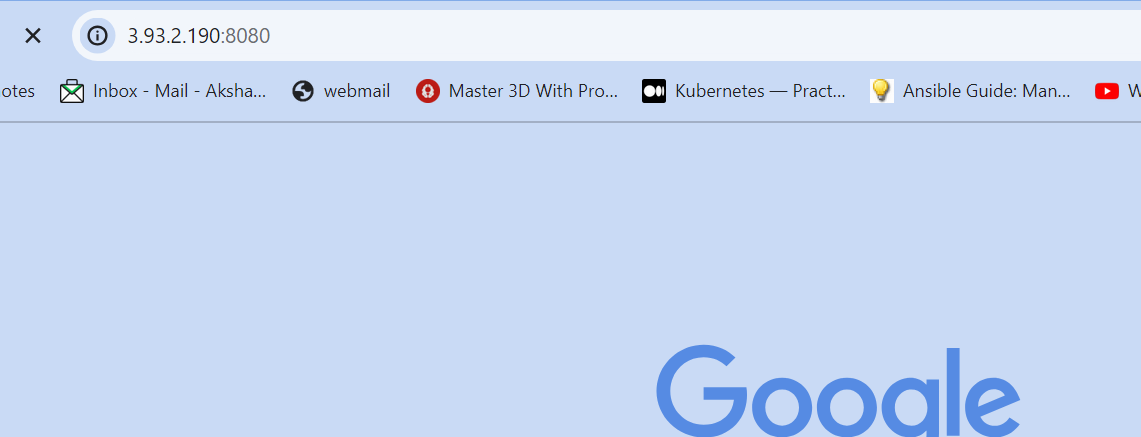 3.93.2.190:8080
otes Inbox - Mail - Aksha... webmail Master 3D With Pro... Kubernetes — Pract... Ansible Guide: Man... W
Google